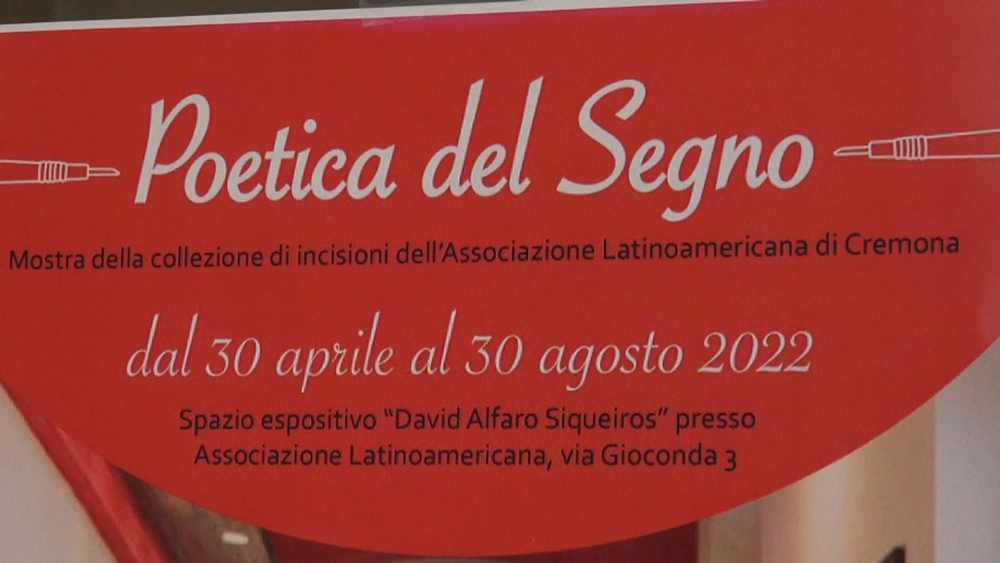 Poetica del Segno
Mostra della collezione di incisioni dell'Associazione Latinoamericana di Cremona
dal 30 aprile al 30 agosto 2022
Spazio espositivo "David Alfaro Siqueiros" presso
Associazione Latinoamericana, via Gioconda 3